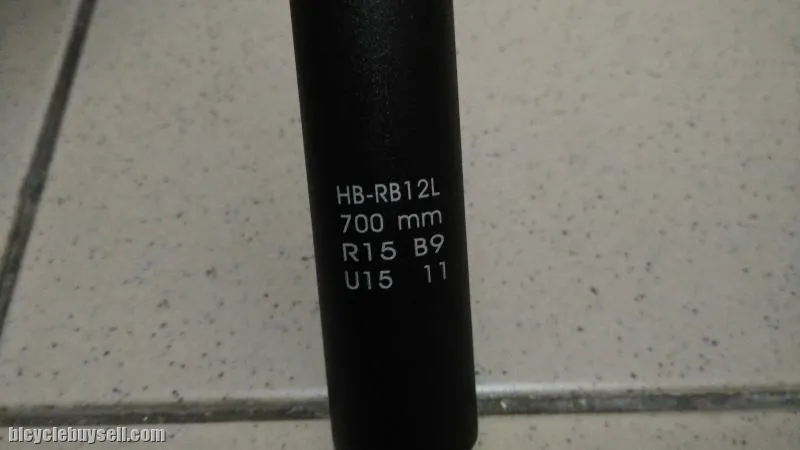 HB-RB12L
700 mm
R15 B9
U15 11
bicyclebuysell.com